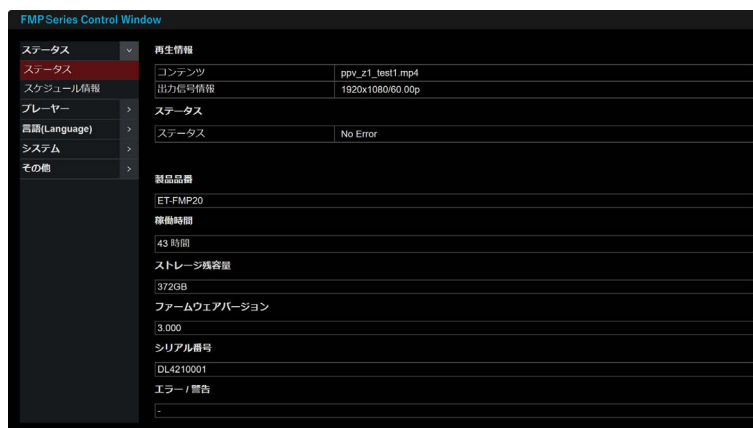 FMP Series Control Window
ステータス
ステータス
スケジュール情報
プレーヤー
言語(Language)
システム
その他
再生情報
コンテンツ ppv_z1_test1.mp4
出力信号情報 1920x1080/60.00p
ステータス
ステータス No Error
製品品番
ET-FMP20
稼働時間
43 時間
ストレージ残容量
372GB
ファームウェアバージョン
3.000
シリアル番号
DL4210001
エラー / 警告
-